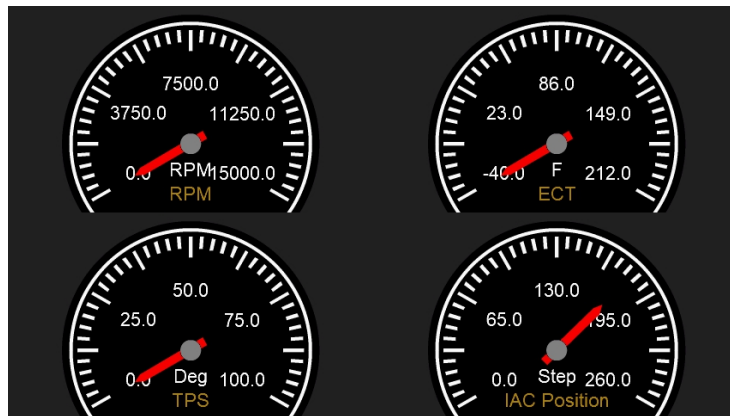 7500.0
3750.0 11250.0
0.0 RPM 15000.0
RPM
86.0
23.0 149.0
-40.0 F 212.0
ECT
50.0
25.0 75.0
0.0 Deg 100.0
TPS
130.0
65.0 195.0
0.0 Step 260.0
IAC Position